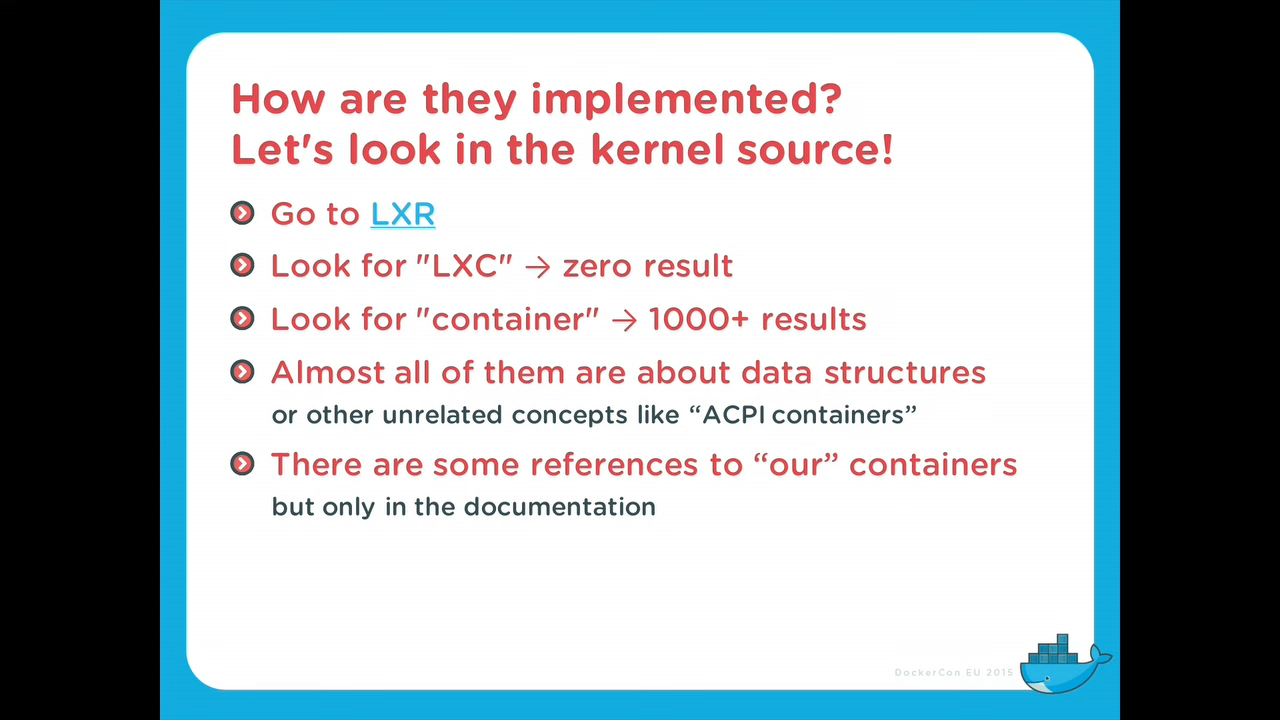 How are they implemented?
Let's look in the kernel source!
Go to LXR
Look for "LXC" → zero result
Look for "container" → 1000+ results
Almost all of them are about data structures
or other unrelated concepts like “ACPI containers”
There are some references to “our” containers
but only in the documentation
DockerCon EU 2015